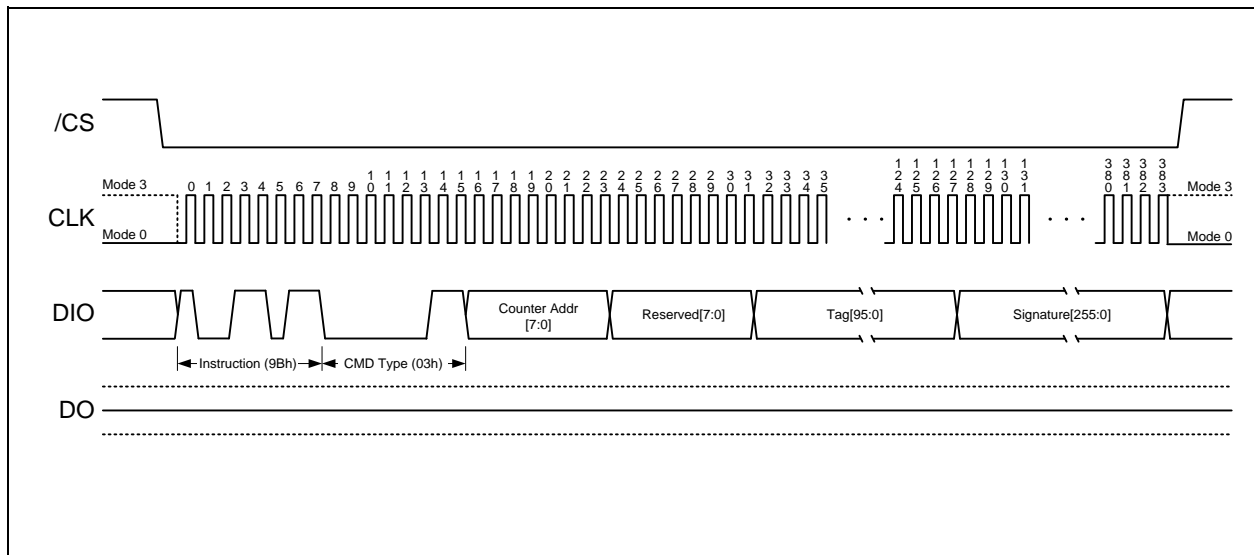 /CS
Mode 3
CLK
Mode 0
0 1 2 3 4 5 6 7 8 9 10 11 12 13 14 15 16 17 18 19 20 21 22 23 24 25 26 27 28 29 30 31 32 33 34 35
. . .
124 125 126 127 128 129 130 131
. . .
380 381 382 383
Mode 3
Mode 0
DIO
Counter Addr
[7:0]
Reserved[7:0]
Tag[95:0]
Signature[255:0]
Instruction (9Bh)
CMD Type (03h)
DO